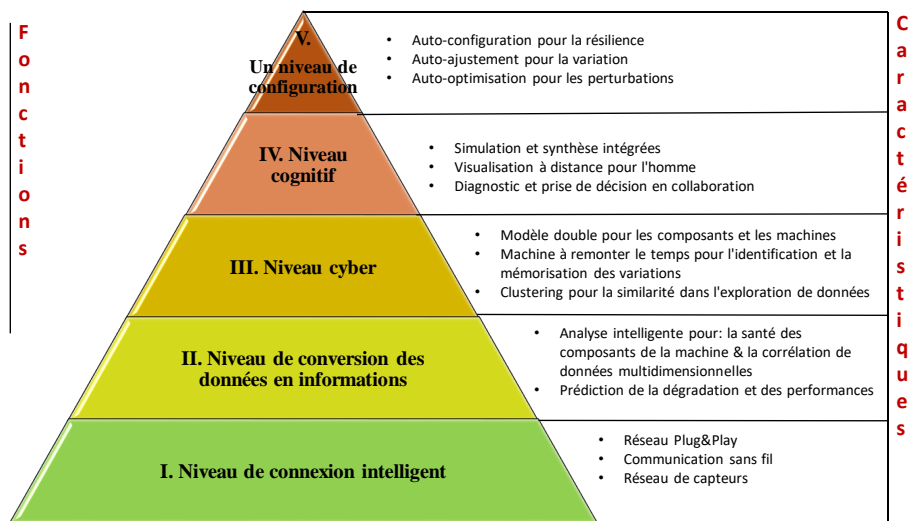 Fonctions
V.
Un niveau de
configuration
• Auto-configuration pour la résilience
• Auto-ajustement pour la variation
• Auto-optimisation pour les perturbations
IV. Niveau
cognitif
• Simulation et synthèse intégrées
• Visualisation à distance pour l'homme
• Diagnostic et prise de décision en collaboration
III. Niveau cyber
• Modèle double pour les composants et les machines
• Machine à remonter le temps pour l'identification et la
mémorisation des variations
• Clustering pour la similarité dans l'exploration de données
II. Niveau de conversion des
données en informations
• Analyse intelligente pour: la santé des
composants de la machine & la corrélation de
données multidimensionnelles
• Prédiction de la dégradation et des performances
I. Niveau de connexion intelligent
• Réseau Plug&Play
• Communication sans fil
• Réseau de capteurs
Caractéristiques